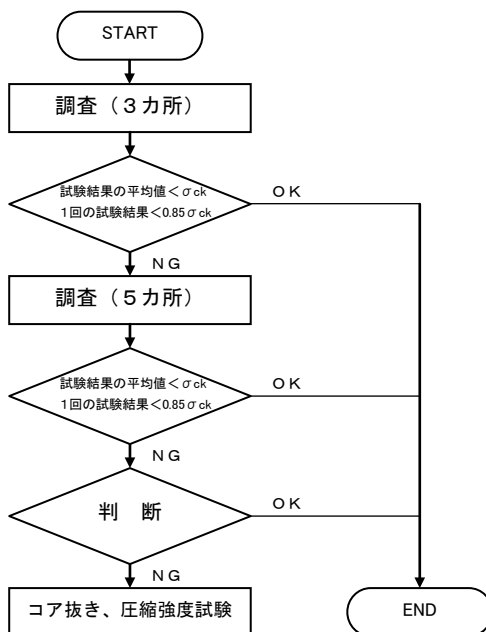 START
調査（３カ所）
試験結果の平均値＜σck
1回の試験結果＜0.85σck
ＯＫ
ＮＧ
調査（５カ所）
試験結果の平均値＜σck
1回の試験結果＜0.85σck
ＯＫ
ＮＧ
判　断
ＯＫ
ＮＧ
コア抜き、圧縮強度試験
END